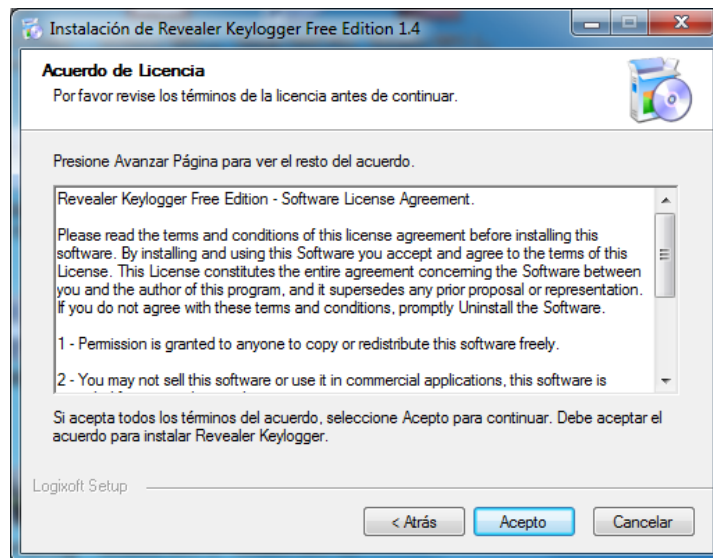 Instalación de Revealer Keylogger Free Edition 1.4
Acuerdo de Licencia
Por favor revise los términos de la licencia antes de continuar.
Presione Avanzar Página para ver el resto del acuerdo.
Revealer Keylogger Free Edition - Software License Agreement.
Please read the terms and conditions of this license agreement before installing this
software. By installing and using this Software you accept and agree to the terms of this
License. This License constitutes the entire agreement concerning the Software between
you and the author of this program, and it supersedes any prior proposal or representation.
If you do not agree with these terms and conditions, promptly Uninstall the Software.
1 - Permission is granted to anyone to copy or redistribute this software freely.
2 - You may not sell this software or use it in commercial applications, this software is
Si acepta todos los términos del acuerdo, seleccione Acepto para continuar. Debe aceptar el
acuerdo para instalar Revealer Keylogger.
Logixoft Setup
< Atrás
Acepto
Cancelar